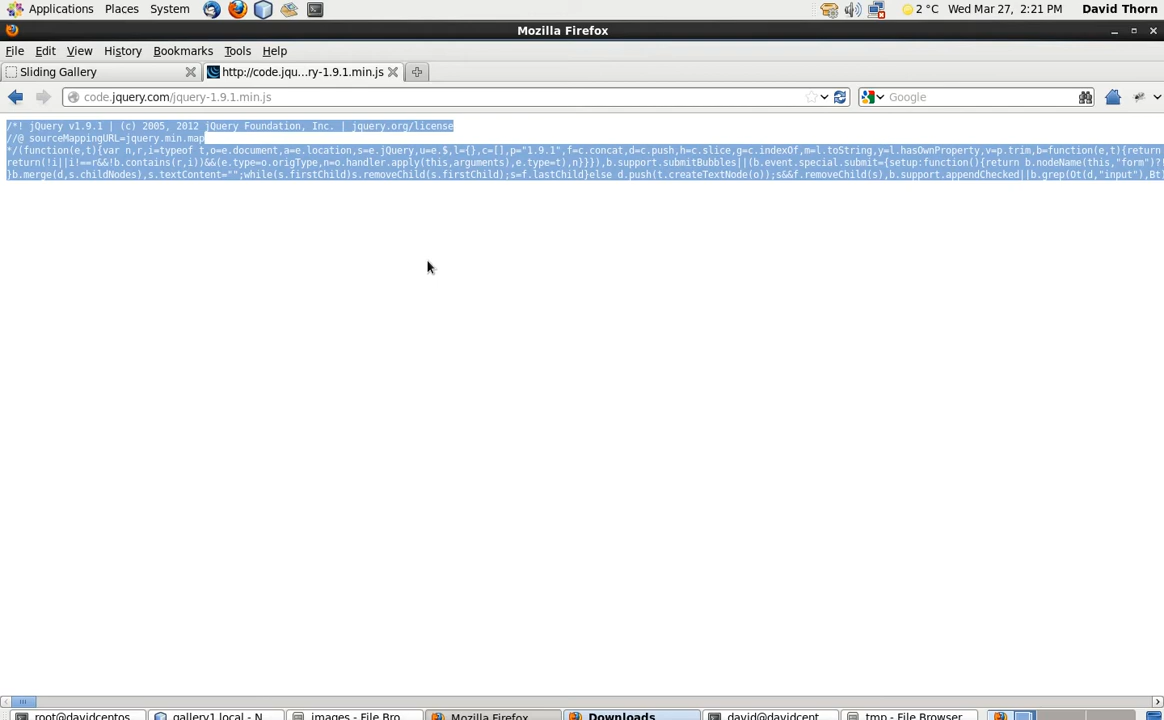 Applications Places System 2 °C Wed Mar 27, 2:21 PM David Thorn
Mozilla Firefox
File Edit View History Bookmarks Tools Help
Sliding Gallery http://code.jqu...ry-1.9.1.min.js
code.jquery.com/jquery-1.9.1.min.js Google
/*! jQuery v1.9.1 | (c) 2005, 2012 jQuery Foundation, Inc. | jquery.org/license
//@ sourceMappingURL=jquery.min.map
*/(function(e,t){var n,r,i=typeof t,o=e.document,a=e.location,s=e.jQuery,u=e.$,l={},c=[],p="1.9.1",f=c.concat,d=c.push,h=c.slice,g=c.indexOf,m=l.toString,y=l.hasOwnProperty,v=p.trim,b=function(e,t){return
return(!i||i!==r&&!b.contains(r,i))&&(e.type=o.origType,n=o.handler.apply(this,arguments),e.type=t),n}}}),b.support.submitBubbles||(b.event.special.submit={setup:function(){return b.nodeName(this,"form")?!
}b.merge(d,s.childNodes),s.textContent="";while(s.firstChild)s.removeChild(s.firstChild);s=f.lastChild}else d.push(t.createTextNode(o));s&&f.removeChild(s),b.support.appendChecked||b.grep(Ot(d,"input"),Bt)
root@davidcentos gallery1.local - N images - File Bro Mozilla Firefox Downloads david@davidcent tmp - File Browser